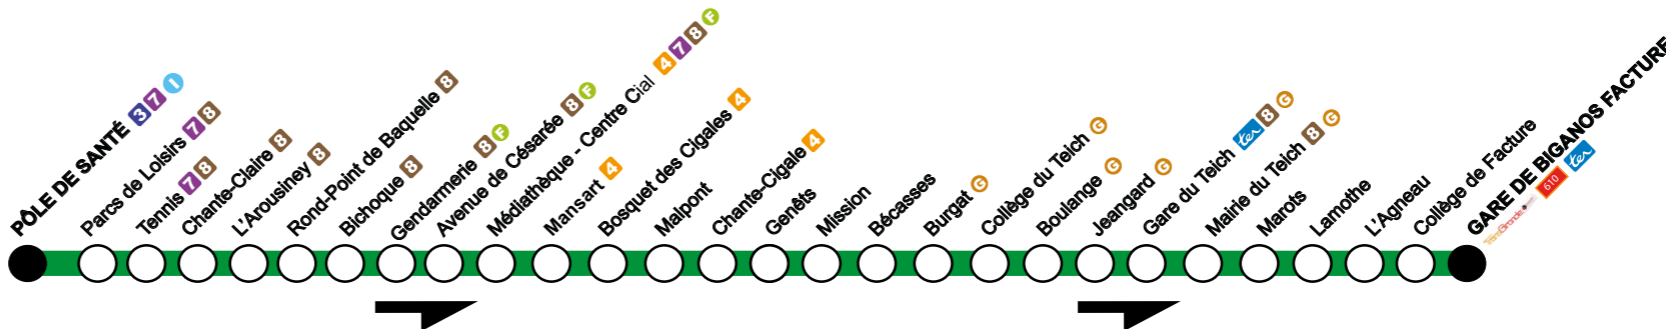 PÔLE DE SANTÉ 3 7 I
Parcs de Loisirs 7 8
Tennis 7 8
Chante-Claire 8
L'Arousiney 8
Rond-Point de Baquelle 8
Bichoque 8
Gendarmerie 8 F
Avenue de Césarée 8 F
Médiathèque - Centre Cial 4 7 8 F
Mansart 4
Bosquet des Cigales 4
Malpont
Chante-Cigale 4
Genêts
Mission
Bécasses
Burgat G
Collège du Teich G
Boulange G
Jeangard G
Gare du Teich ter 8 G
Mairie du Teich 8 G
Marots
Lamothe
L'Agneau
Collège de Facture
GARE DE BIGANOS FACTURE
TransGironde 610 ter